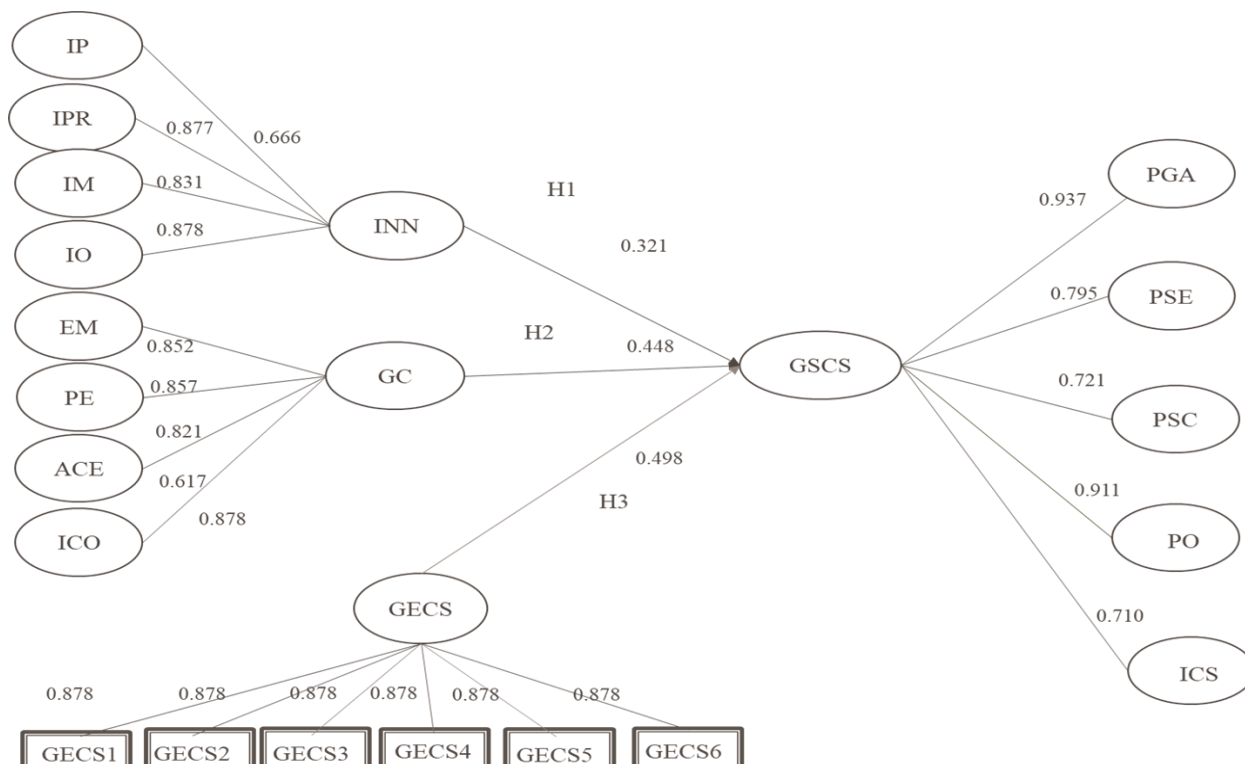 IP
IPR
0.877
0.666
IM
0.831
IO
0.878
INN
H1
0.321
EM
0.852
PE
0.857
ACE
0.821
0.617
ICO
0.878
GC
H2
0.448
GSCS
0.498
H3
GECS
0.878
0.878
0.878
0.878
0.878
0.878
GECS1
GECS2
GECS3
GECS4
GECS5
GECS6
0.937
PGA
0.795
PSE
0.721
PSC
0.911
PO
0.710
ICS